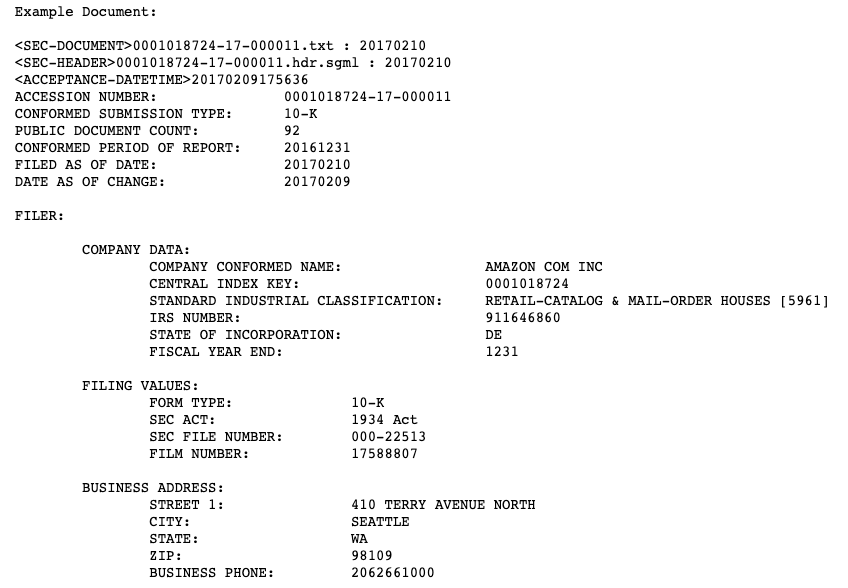 Example Document:
<SEC-DOCUMENT>0001018724-17-000011.txt : 20170210
<SEC-HEADER>0001018724-17-000011.hdr.sgml : 20170210
<ACCEPTANCE-DATETIME>20170209175636
ACCESSION NUMBER: 0001018724-17-000011
CONFORMED SUBMISSION TYPE: 10-K
PUBLIC DOCUMENT COUNT: 92
CONFORMED PERIOD OF REPORT: 20161231
FILED AS OF DATE: 20170210
DATE AS OF CHANGE: 20170209
FILER:
COMPANY DATA:
COMPANY CONFORMED NAME: AMAZON COM INC
CENTRAL INDEX KEY: 0001018724
STANDARD INDUSTRIAL CLASSIFICATION: RETAIL-CATALOG & MAIL-ORDER HOUSES [5961]
IRS NUMBER: 911646860
STATE OF INCORPORATION: DE
FISCAL YEAR END: 1231
FILING VALUES:
FORM TYPE: 10-K
SEC ACT: 1934 Act
SEC FILE NUMBER: 000-22513
FILM NUMBER: 17588807
BUSINESS ADDRESS:
STREET 1: 410 TERRY AVENUE NORTH
CITY: SEATTLE
STATE: WA
ZIP: 98109
BUSINESS PHONE: 2062661000